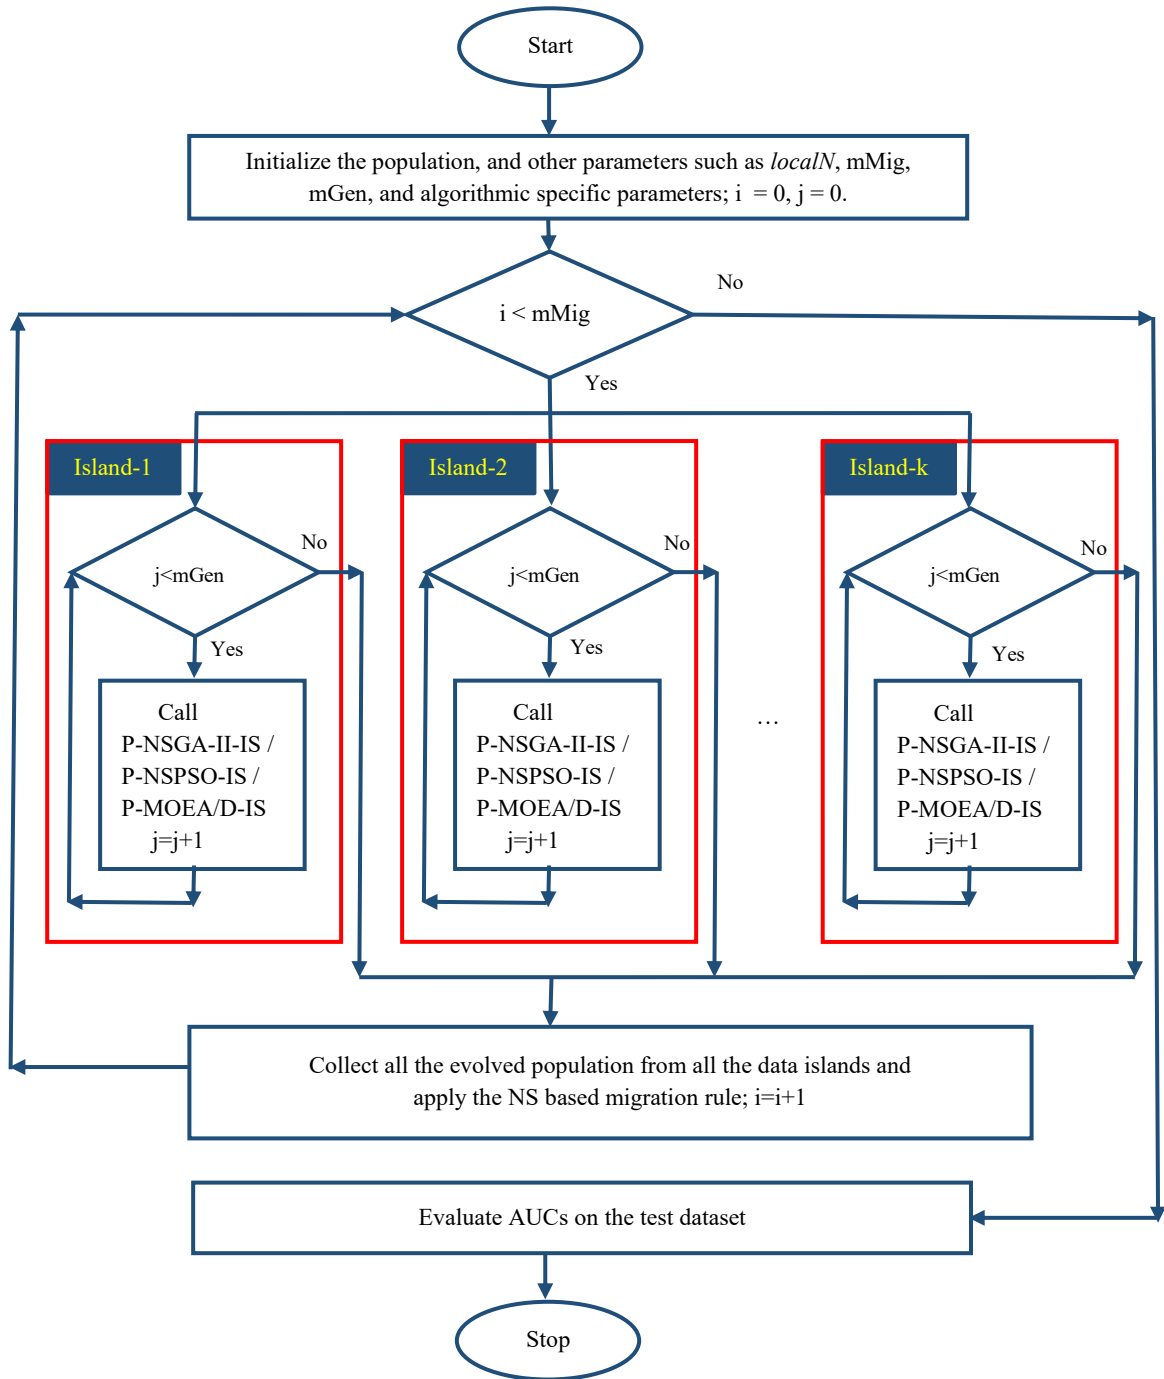 Start
Initialize the population, and other parameters such as localN, mMig,
mGen, and algorithmic specific parameters; i  = 0, j = 0.
i < mMig
No
Yes
Island-1
j<mGen
No
Yes
Call
P-NSGA-II-IS /
P-NSPSO-IS /
P-MOEA/D-IS
j=j+1
Island-2
j<mGen
No
Yes
Call
P-NSGA-II-IS /
P-NSPSO-IS /
P-MOEA/D-IS
j=j+1
…
Island-k
j<mGen
No
Yes
Call
P-NSGA-II-IS /
P-NSPSO-IS /
P-MOEA/D-IS
j=j+1
Collect all the evolved population from all the data islands and
apply the NS based migration rule; i=i+1
Evaluate AUCs on the test dataset
Stop